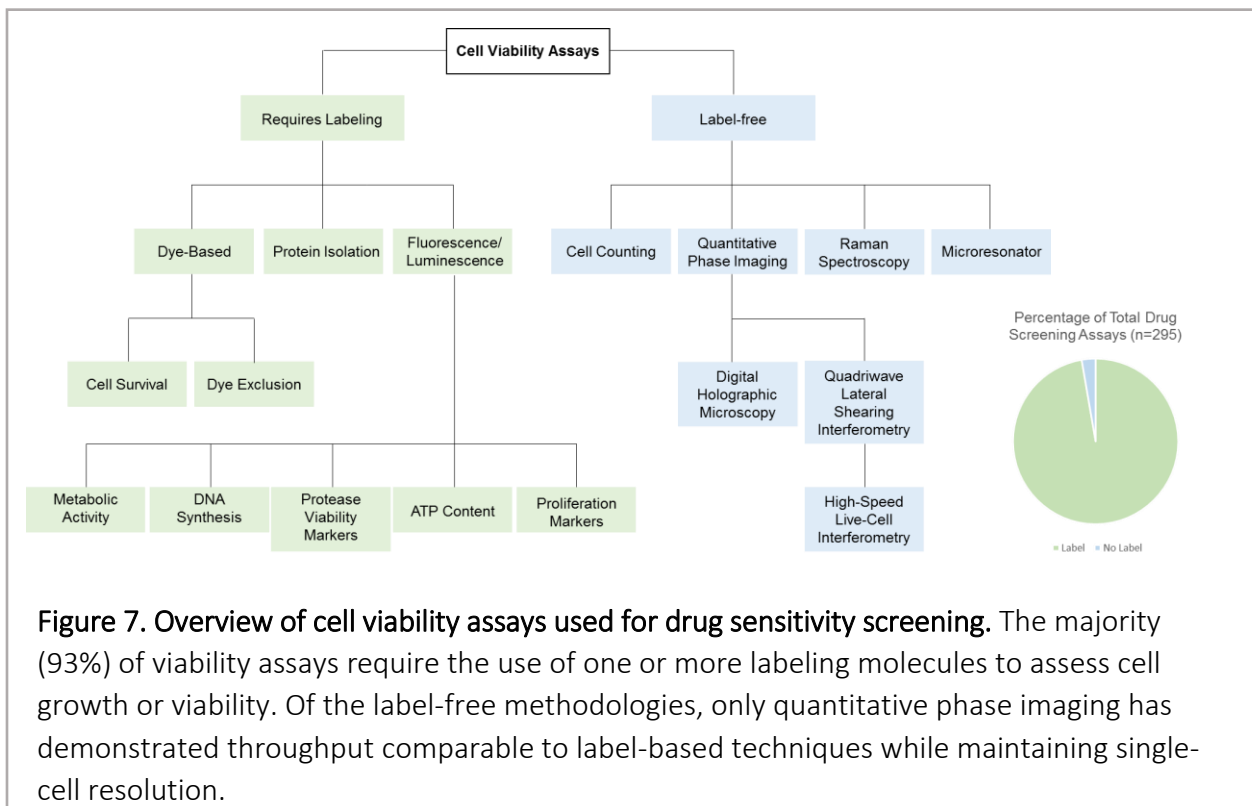 Cell Viability Assays
Requires Labeling
Label-free
Dye-Based
Protein Isolation
Fluorescence/
Luminescence
Cell Counting
Quantitative
Phase Imaging
Raman
Spectroscopy
Microresonator
Cell Survival
Dye Exclusion
Digital
Holographic
Microscopy
Quadriwave
Lateral
Shearing
Interferometry
Metabolic
Activity
DNA
Synthesis
Protease
Viability
Markers
ATP Content
Proliferation
Markers
High-Speed
Live-Cell
Interferometry
Percentage of Total Drug
Screening Assays (n=295)
Label No Label
Figure 7. Overview of cell viability assays used for drug sensitivity screening. The majority
(93%) of viability assays require the use of one or more labeling molecules to assess cell
growth or viability. Of the label-free methodologies, only quantitative phase imaging has
demonstrated throughput comparable to label-based techniques while maintaining single-
cell resolution.